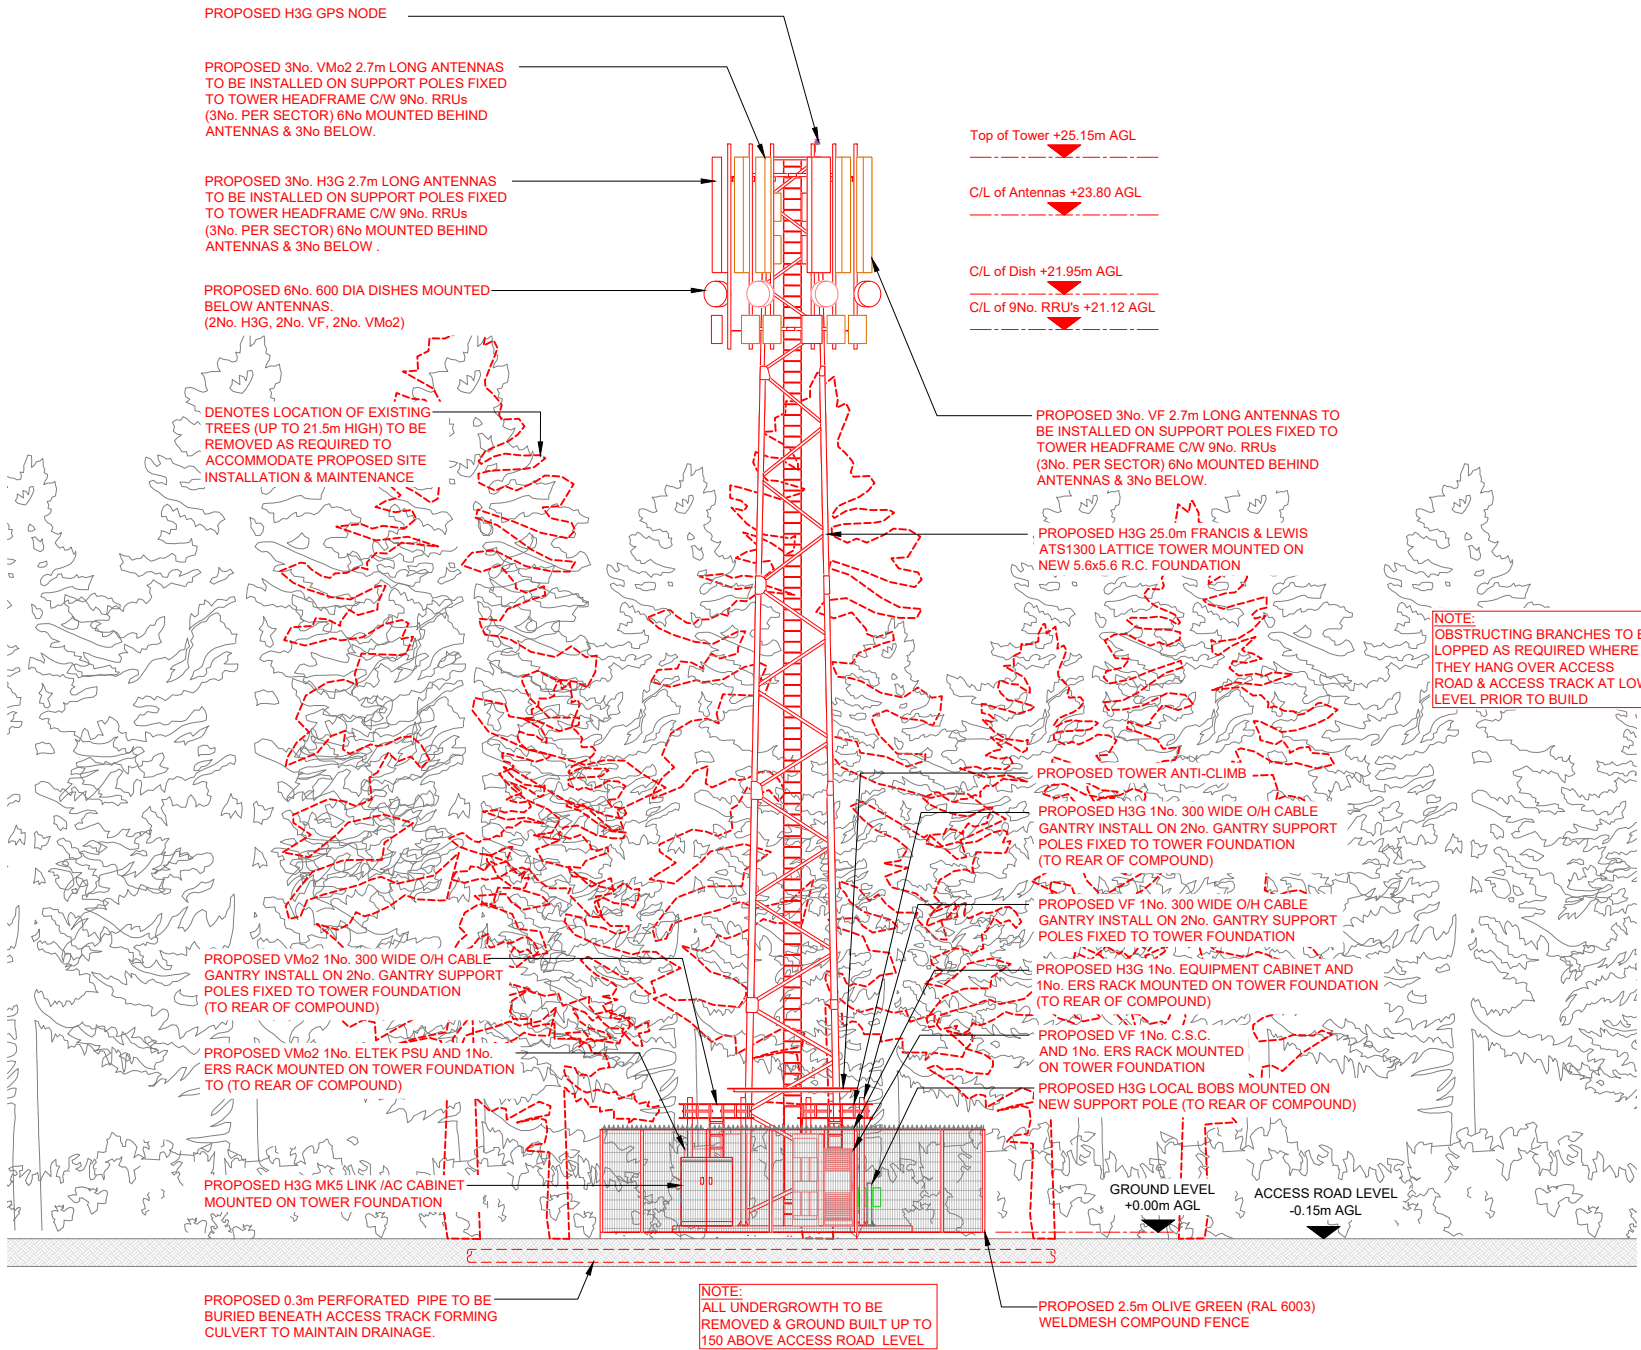 PROPOSED H3G GPS NODE
PROPOSED 3No. VMo2 2.7m LONG ANTENNAS
TO BE INSTALLED ON SUPPORT POLES FIXED
TO TOWER HEADFRAME C/W 9No. RRUs
(3No. PER SECTOR) 6No MOUNTED BEHIND
ANTENNAS & 3No BELOW.
PROPOSED 3No. H3G 2.7m LONG ANTENNAS
TO BE INSTALLED ON SUPPORT POLES FIXED
TO TOWER HEADFRAME C/W 9No. RRUs
(3No. PER SECTOR) 6No MOUNTED BEHIND
ANTENNAS & 3No BELOW .
PROPOSED 6No. 600 DIA DISHES MOUNTED
BELOW ANTENNAS.
(2No. H3G, 2No. VF, 2No. VMo2)
DENOTES LOCATION OF EXISTING
TREES (UP TO 21.5m HIGH) TO BE
REMOVED AS REQUIRED TO
ACCOMMODATE PROPOSED SITE
INSTALLATION & MAINTENANCE
PROPOSED VMo2 1No. 300 WIDE O/H CABLE
GANTRY INSTALL ON 2No. GANTRY SUPPORT
POLES FIXED TO TOWER FOUNDATION
(TO REAR OF COMPOUND)
PROPOSED VMo2 1No. ELTEK PSU AND 1No.
ERS RACK MOUNTED ON TOWER FOUNDATION
TO (TO REAR OF COMPOUND)
PROPOSED H3G MK5 LINK /AC CABINET
MOUNTED ON TOWER FOUNDATION
PROPOSED 0.3m PERFORATED PIPE TO BE
BURIED BENEATH ACCESS TRACK FORMING
CULVERT TO MAINTAIN DRAINAGE.
NOTE:
ALL UNDERGROWTH TO BE
REMOVED & GROUND BUILT UP TO
150 ABOVE ACCESS ROAD LEVEL
Top of Tower +25.15m AGL
C/L of Antennas +23.80 AGL
C/L of Dish +21.95m AGL
C/L of 9No. RRU's +21.12 AGL
PROPOSED 3No. VF 2.7m LONG ANTENNAS TO
BE INSTALLED ON SUPPORT POLES FIXED TO
TOWER HEADFRAME C/W 9No. RRUs
(3No. PER SECTOR) 6No MOUNTED BEHIND
ANTENNAS & 3No BELOW.
PROPOSED H3G 25.0m FRANCIS & LEWIS
ATS1300 LATTICE TOWER MOUNTED ON
NEW 5.6x5.6 R.C. FOUNDATION
NOTE:
OBSTRUCTING BRANCHES TO
LOPPED AS REQUIRED WHERE
THEY HANG OVER ACCESS
ROAD & ACCESS TRACK AT
LEVEL PRIOR TO BUILD
PROPOSED TOWER ANTI-CLIMB
PROPOSED H3G 1No. 300 WIDE O/H CABLE
GANTRY INSTALL ON 2No. GANTRY SUPPORT
POLES FIXED TO TOWER FOUNDATION
(TO REAR OF COMPOUND)
PROPOSED VF 1No. 300 WIDE O/H CABLE
GANTRY INSTALL ON 2No. GANTRY SUPPORT
POLES FIXED TO TOWER FOUNDATION
PROPOSED H3G 1No. EQUIPMENT CABINET AND
1No. ERS RACK MOUNTED ON TOWER FOUNDATION
(TO REAR OF COMPOUND)
PROPOSED VF 1No. C.S.C.
AND 1No. ERS RACK MOUNTED
ON TOWER FOUNDATION
PROPOSED H3G LOCAL BOBS MOUNTED ON
NEW SUPPORT POLE (TO REAR OF COMPOUND)
GROUND LEVEL
+0.00m AGL
ACCESS ROAD LEVEL
-0.15m AGL
PROPOSED 2.5m OLIVE GREEN (RAL 6003)
WELDMESH COMPOUND FENCE